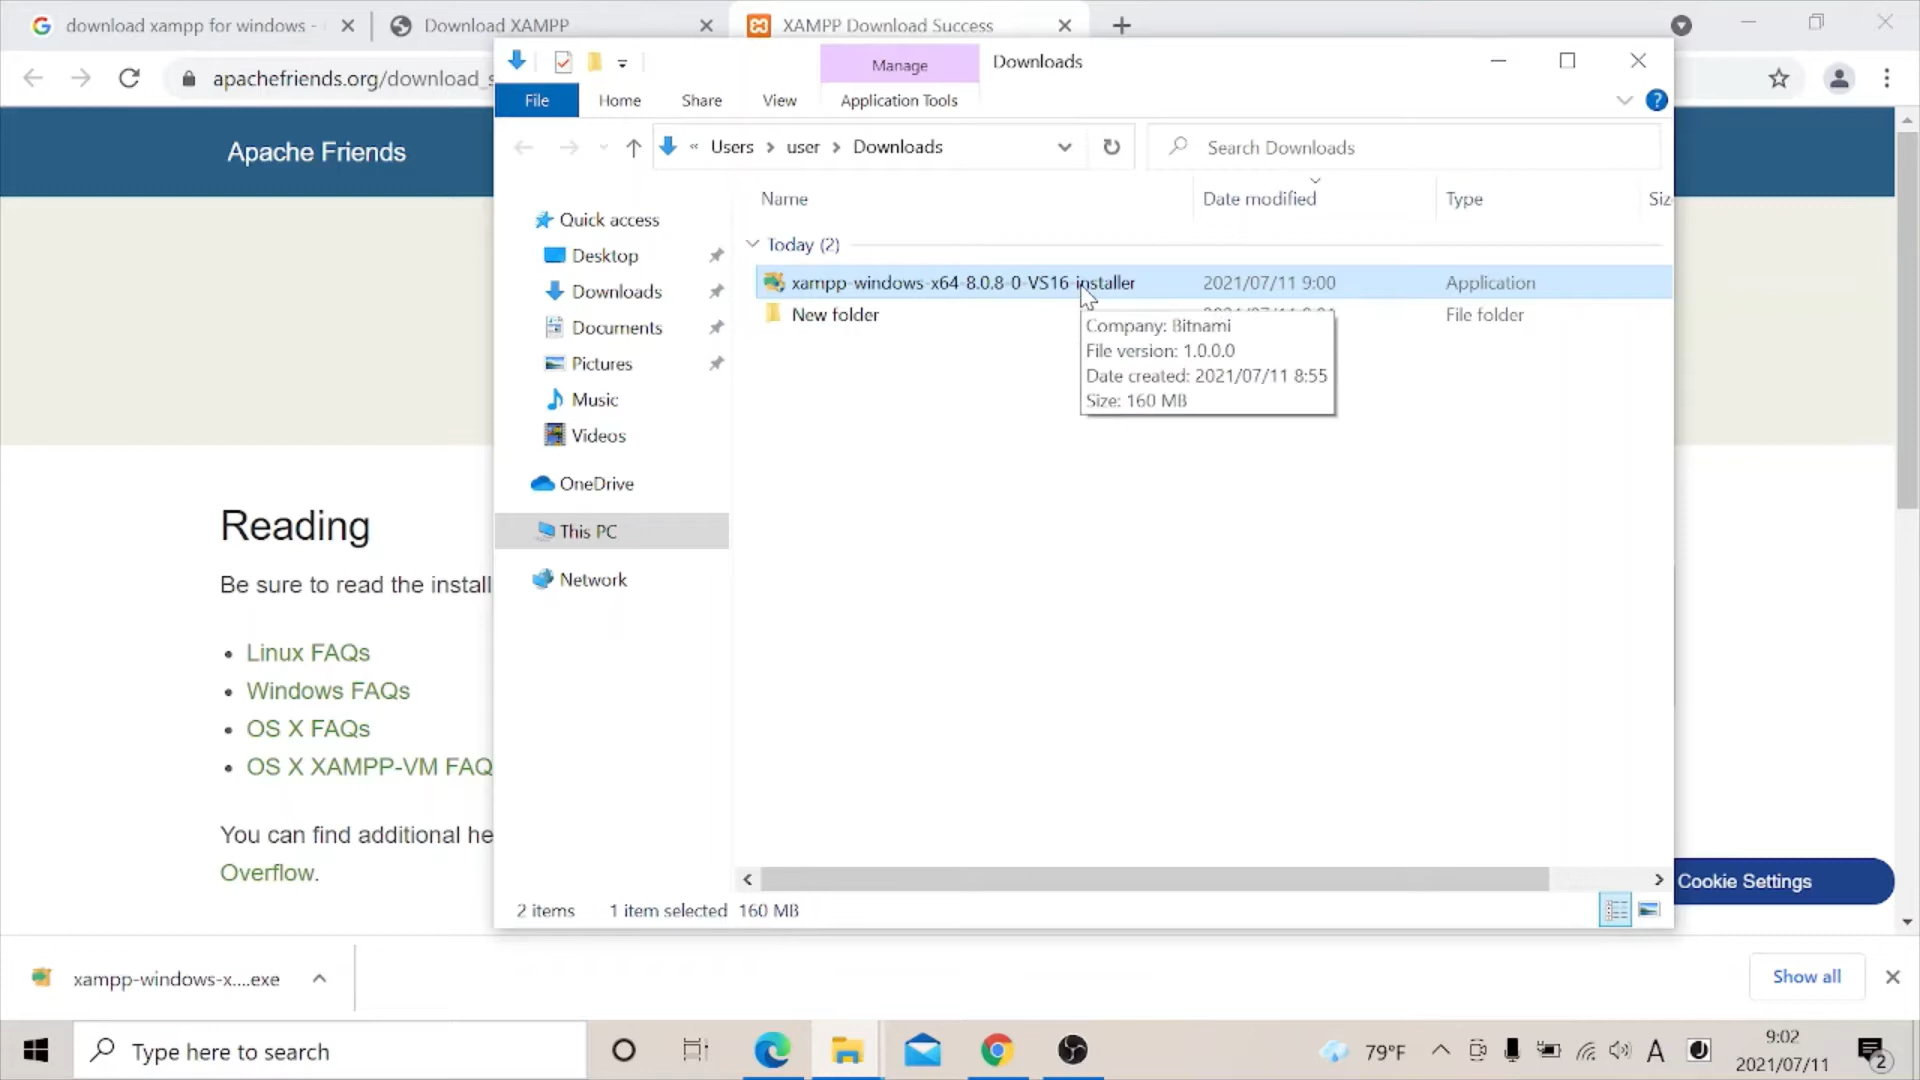 download xampp for windows -
Download XAMPP
XAMPP Download Success
apachefriends.org/download_s
Manage
Downloads
File
Home
Share
View
Application Tools
Users
user
Downloads
Search Downloads
Apache Friends
Name
Date modified
Type
Siz
Quick access
Desktop
Downloads
Documents
Pictures
Music
Videos
OneDrive
This PC
Network
Today (2)
xampp-windows-x64-8.0.8-0-VS16-installer
2021/07/11 9:00
Application
New folder
File folder
Company: Bitnami
File version: 1.0.0.0
Date created: 2021/07/11 8:55
Size: 160 MB
Reading
Be sure to read the install
Linux FAQs
Windows FAQs
OS X FAQs
OS X XAMPP-VM FAQ
You can find additional he
Overflow.
Cookie Settings
2 items
1 item selected 160 MB
xampp-windows-x....exe
Show all
Type here to search
79°F
A
9:02
2021/07/11
2